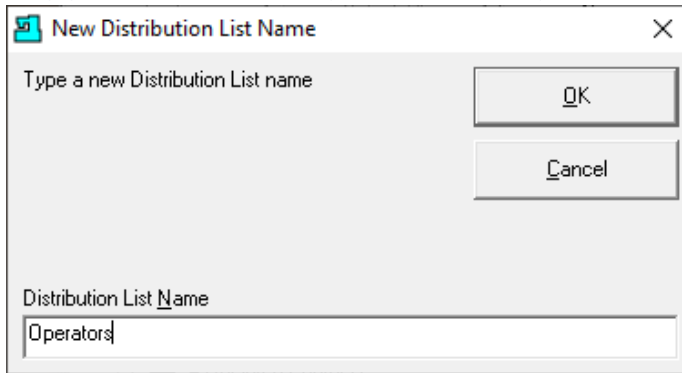 New Distribution List Name
Type a new Distribution List name
OK
Cancel
Distribution List Name
Operators